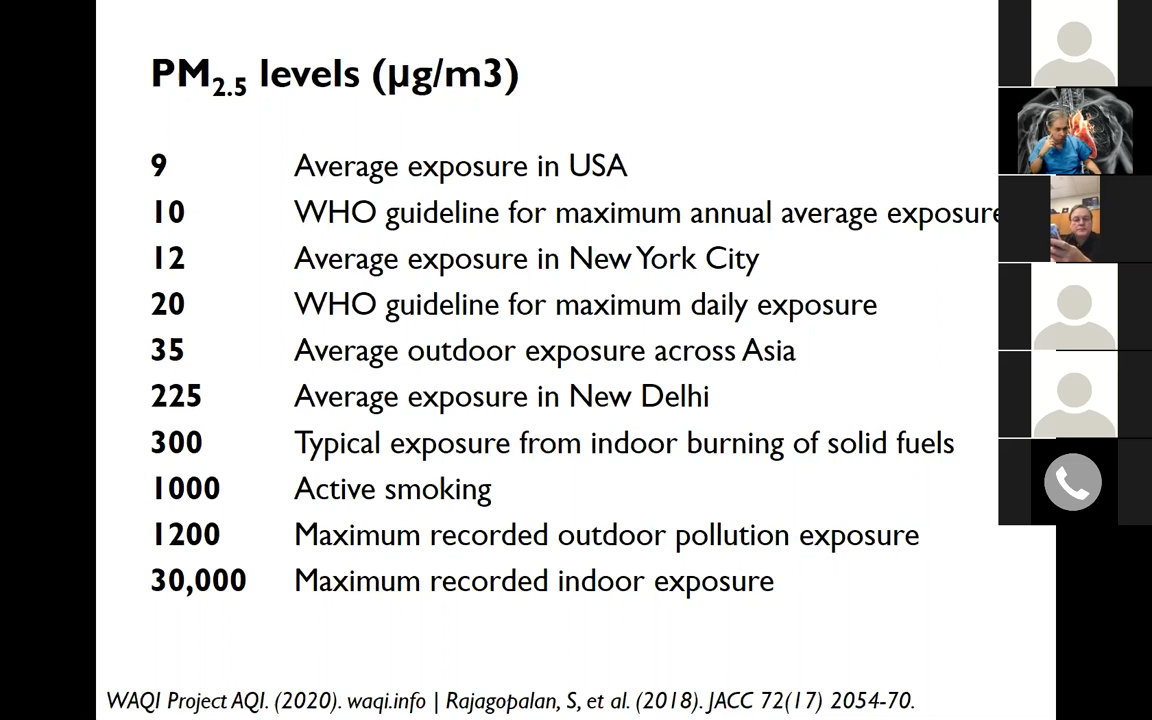 PM2.5 levels (µg/m3)
9 Average exposure in USA
10 WHO guideline for maximum annual average exposure
12 Average exposure in New York City
20 WHO guideline for maximum daily exposure
35 Average outdoor exposure across Asia
225 Average exposure in New Delhi
300 Typical exposure from indoor burning of solid fuels
1000 Active smoking
1200 Maximum recorded outdoor pollution exposure
30,000 Maximum recorded indoor exposure
WAQI Project AQI. (2020). waqi.info | Rajagopalan, S, et al. (2018). JACC 72(17) 2054-70.